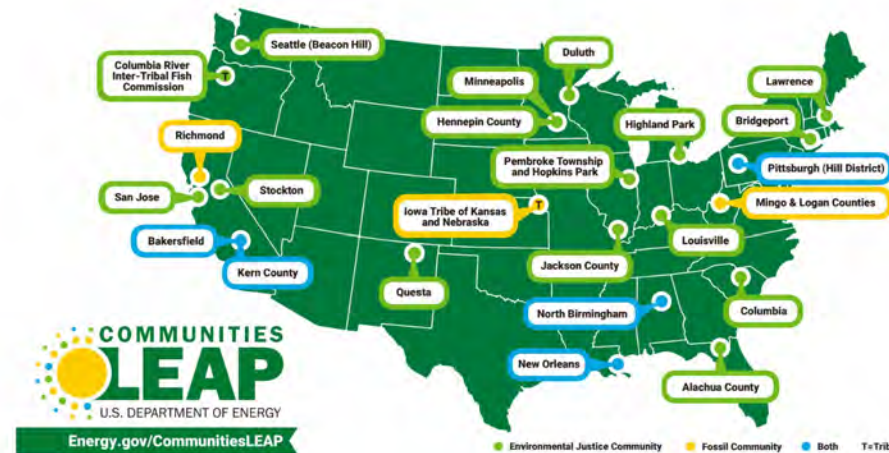 Seattle (Beacon Hill)
Columbia River
Inter-Tribal Fish
Commission
T
Richmond
San Jose
Stockton
Bakersfield
Kern County
Questa
Iowa Tribe of Kansas
and Nebraska
T
Duluth
Minneapolis
Hennepin County
Highland Park
Pembroke Township
and Hopkins Park
Jackson County
Louisville
Lawrence
Bridgeport
Pittsburgh (Hill District)
Mingo & Logan Counties
North Birmingham
New Orleans
Columbia
Alachua County
COMMUNITIES
LEAP
U.S. DEPARTMENT OF ENERGY
Energy.gov/CommunitiesLEAP
Environmental Justice Community
Fossil Community
Both
T=Trib